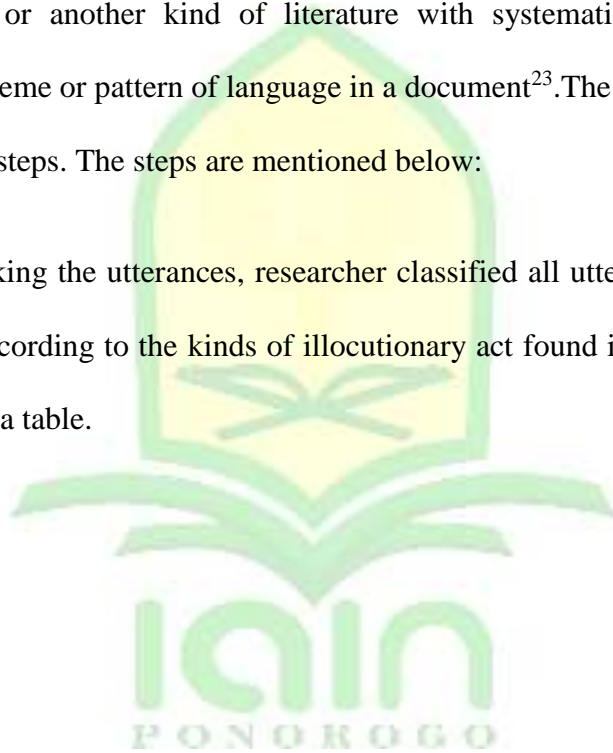 or another kind of literature with systemati
eme or pattern of language in a document23.The
steps. The steps are mentioned below:
king the utterances, researcher classified all utte
cording to the kinds of illocutionary act found i
a table.
iain
PONOROGO